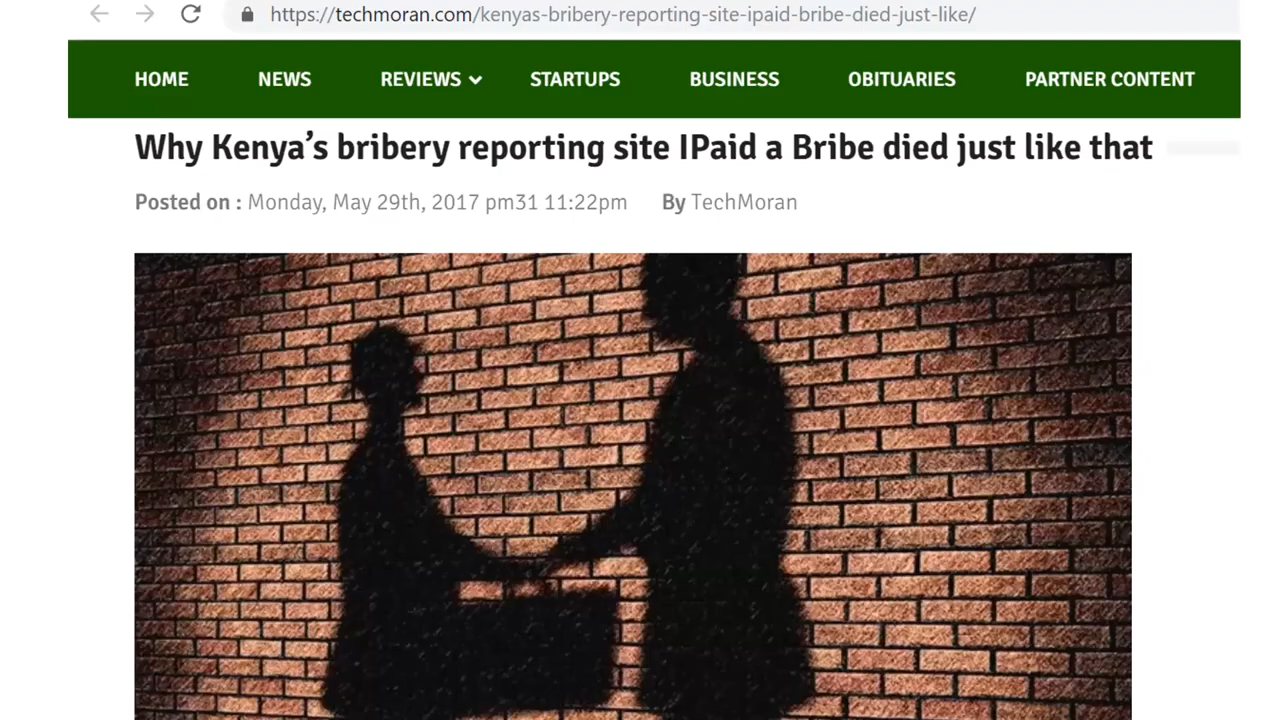 https://techmoran.com/kenyas-bribery-reporting-site-ipaid-bribe-died-just-like/
HOME NEWS REVIEWS STARTUPS BUSINESS OBITUARIES PARTNER CONTENT
Why Kenya’s bribery reporting site IPaid a Bribe died just like that
Posted on : Monday, May 29th, 2017 pm31 11:22pm By TechMoran